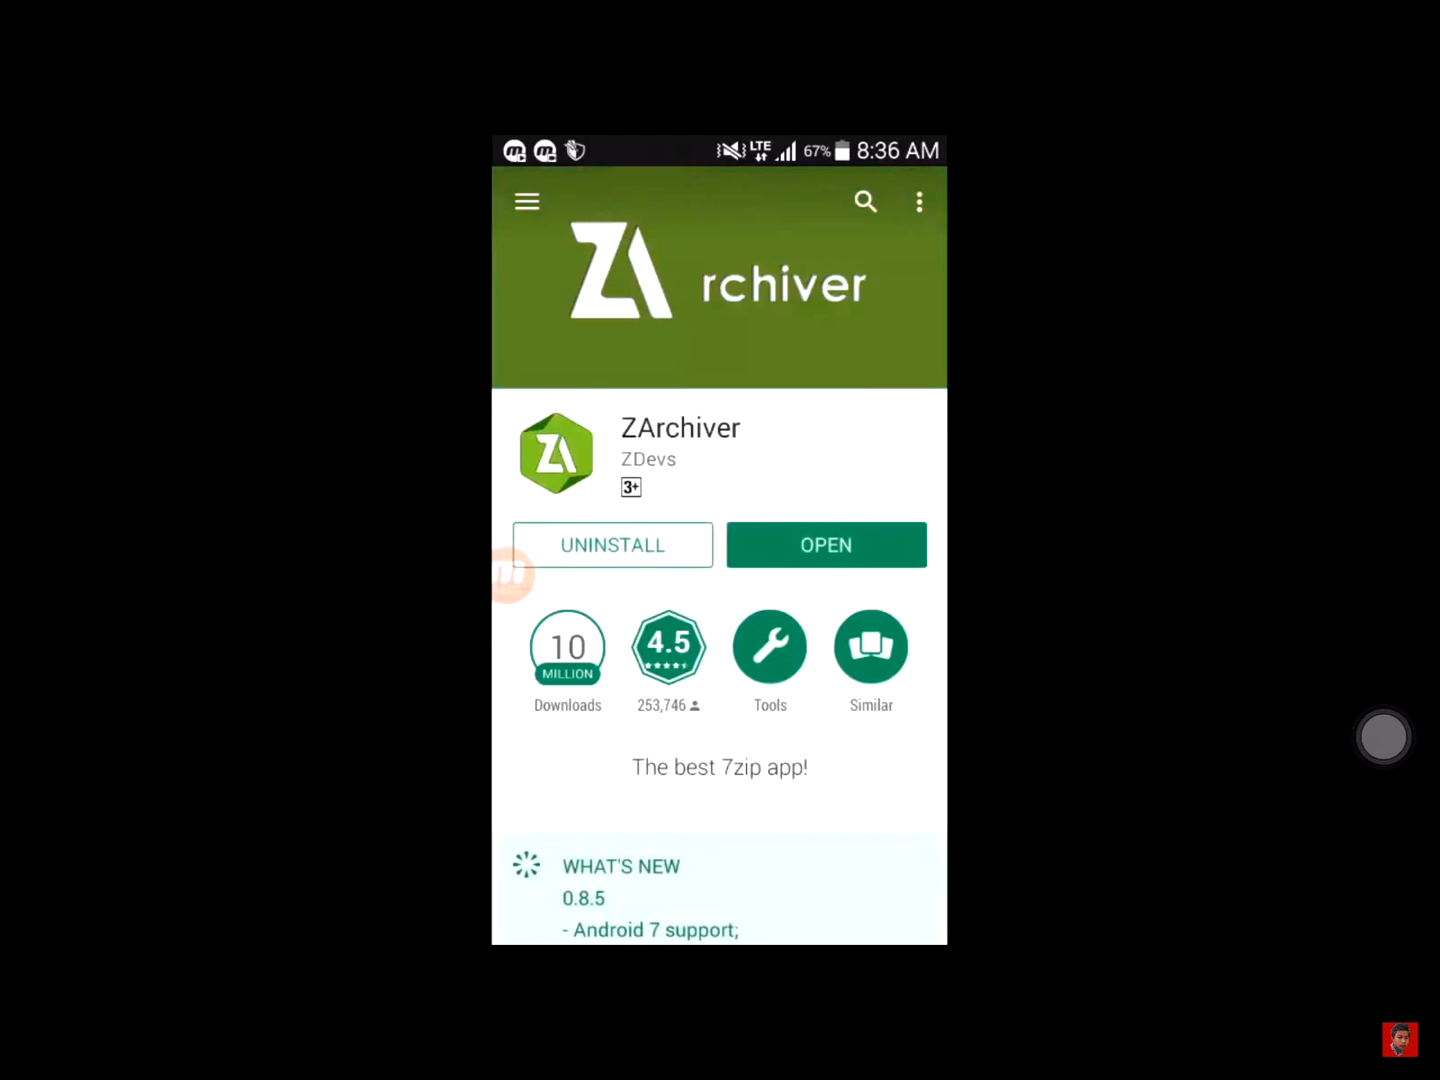 67% 8:36 AM
LTE
ZA rchiver
ZA
ZArchiver
ZDevs
3+
UNINSTALL
OPEN
10
MILLION
4.5
Downloads
253,746
Tools
Similar
The best 7zip app!
WHAT'S NEW
0.8.5
- Android 7 support;